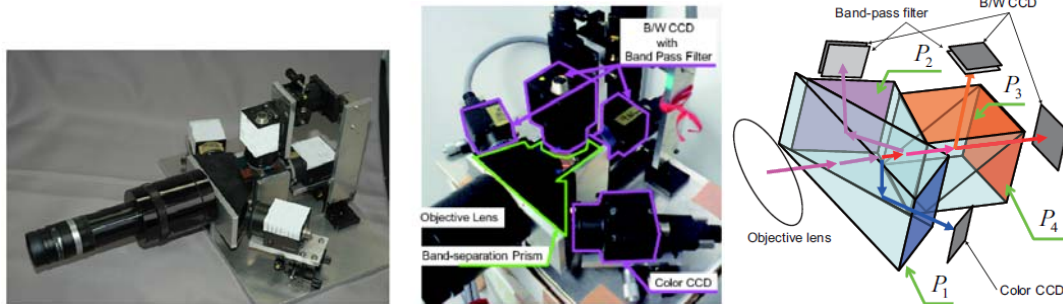 B/W CCD
with
Band Pass Filter
Objective Lens
Band-separation Prism
Color CCD
Band-pass filter
B/W CCD
P2
P3
Objective lens
P4
P1
Color CCD